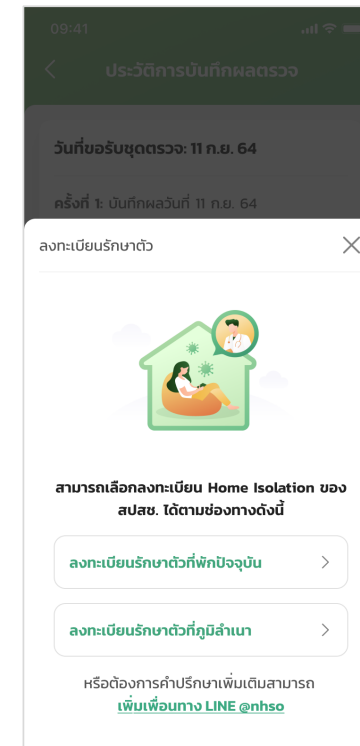 09:41
ประวัติการบันทึกผลตรวจ
วันที่ขอรับชุดตรวจ: 11 ก.ย. 64
ครั้งที่ 1: บันทึกผลวันที่ 11 ก.ย. 64
ลงทะเบียนรักษาตัว
สามารถเลือกลงทะเบียน Home Isolation ของ
สปสช. ได้ตามช่องทางดังนี้
ลงทะเบียนรักษาตัวที่พักปัจจุบัน
ลงทะเบียนรักษาตัวที่ภูมิลำเนา
หรือต้องการคำปรึกษาเพิ่มเติมสามารถ
เพิ่มเพื่อนทาง LINE @nhso